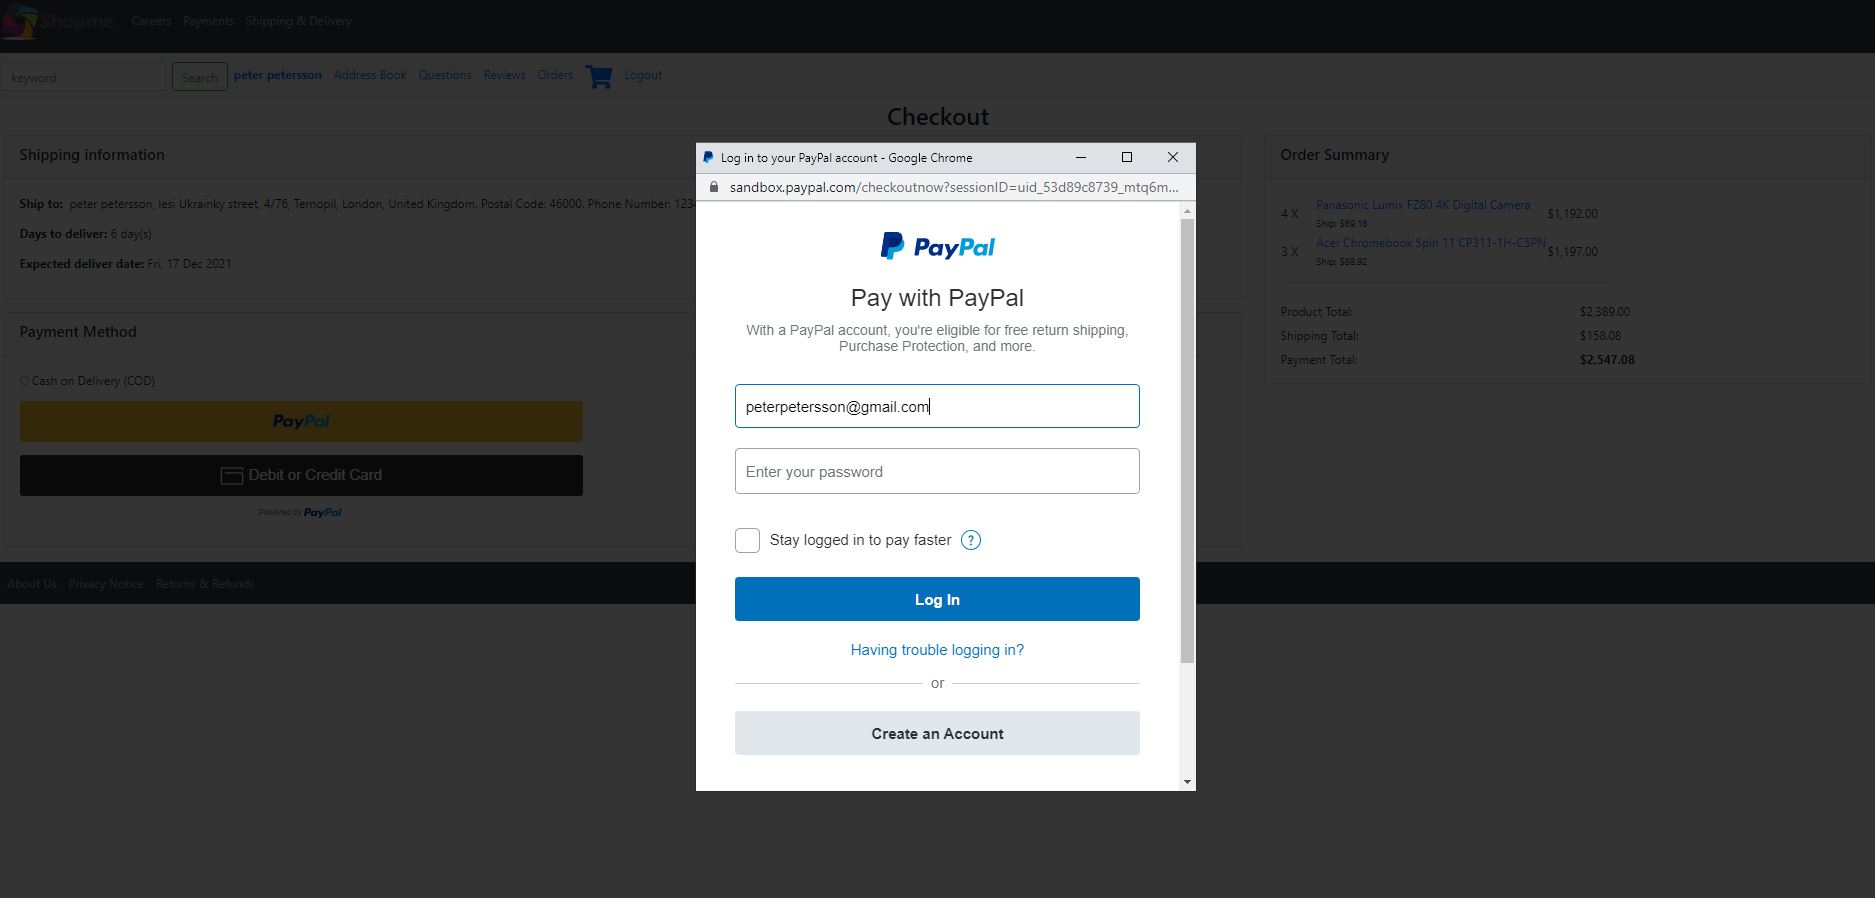 Shopme Careers Payments Shipping & Delivery
keyword Search peter petersson Address Book Questions Reviews Orders Logout
Checkout
Shipping information
Ship to: peter petersson, lesi Ukrainky street, 4/76, Ternopil, London, United Kingdom. Postal Code: 46000. Phone Number: 123
Days to deliver: 6 day(s)
Expected deliver date: Fri, 17 Dec 2021
Payment Method
Cash on Delivery (COD)
PayPal
Debit or Credit Card
Powered by PayPal
Log in to your PayPal account - Google Chrome
sandbox.paypal.com/checkoutnow?sessionID=uid_53d89c8739_mtq6m...
PayPal
Pay with PayPal
With a PayPal account, you're eligible for free return shipping,
Purchase Protection, and more.
peterpetersson@gmail.com
Enter your password
Stay logged in to pay faster ?
Log In
Having trouble logging in?
or
Create an Account
Order Summary
4 X Panasonic Lumix FZ80 4K Digital Camera $1,192.00
Ship: $69.16
3 X Acer Chromebook Spin 11 CP311-1H-C5PN $1,197.00
Ship: $88.92
Product Total: $2,389.00
Shipping Total: $158.08
Payment Total: $2,547.08
About Us Privacy Notice Returns & Refunds